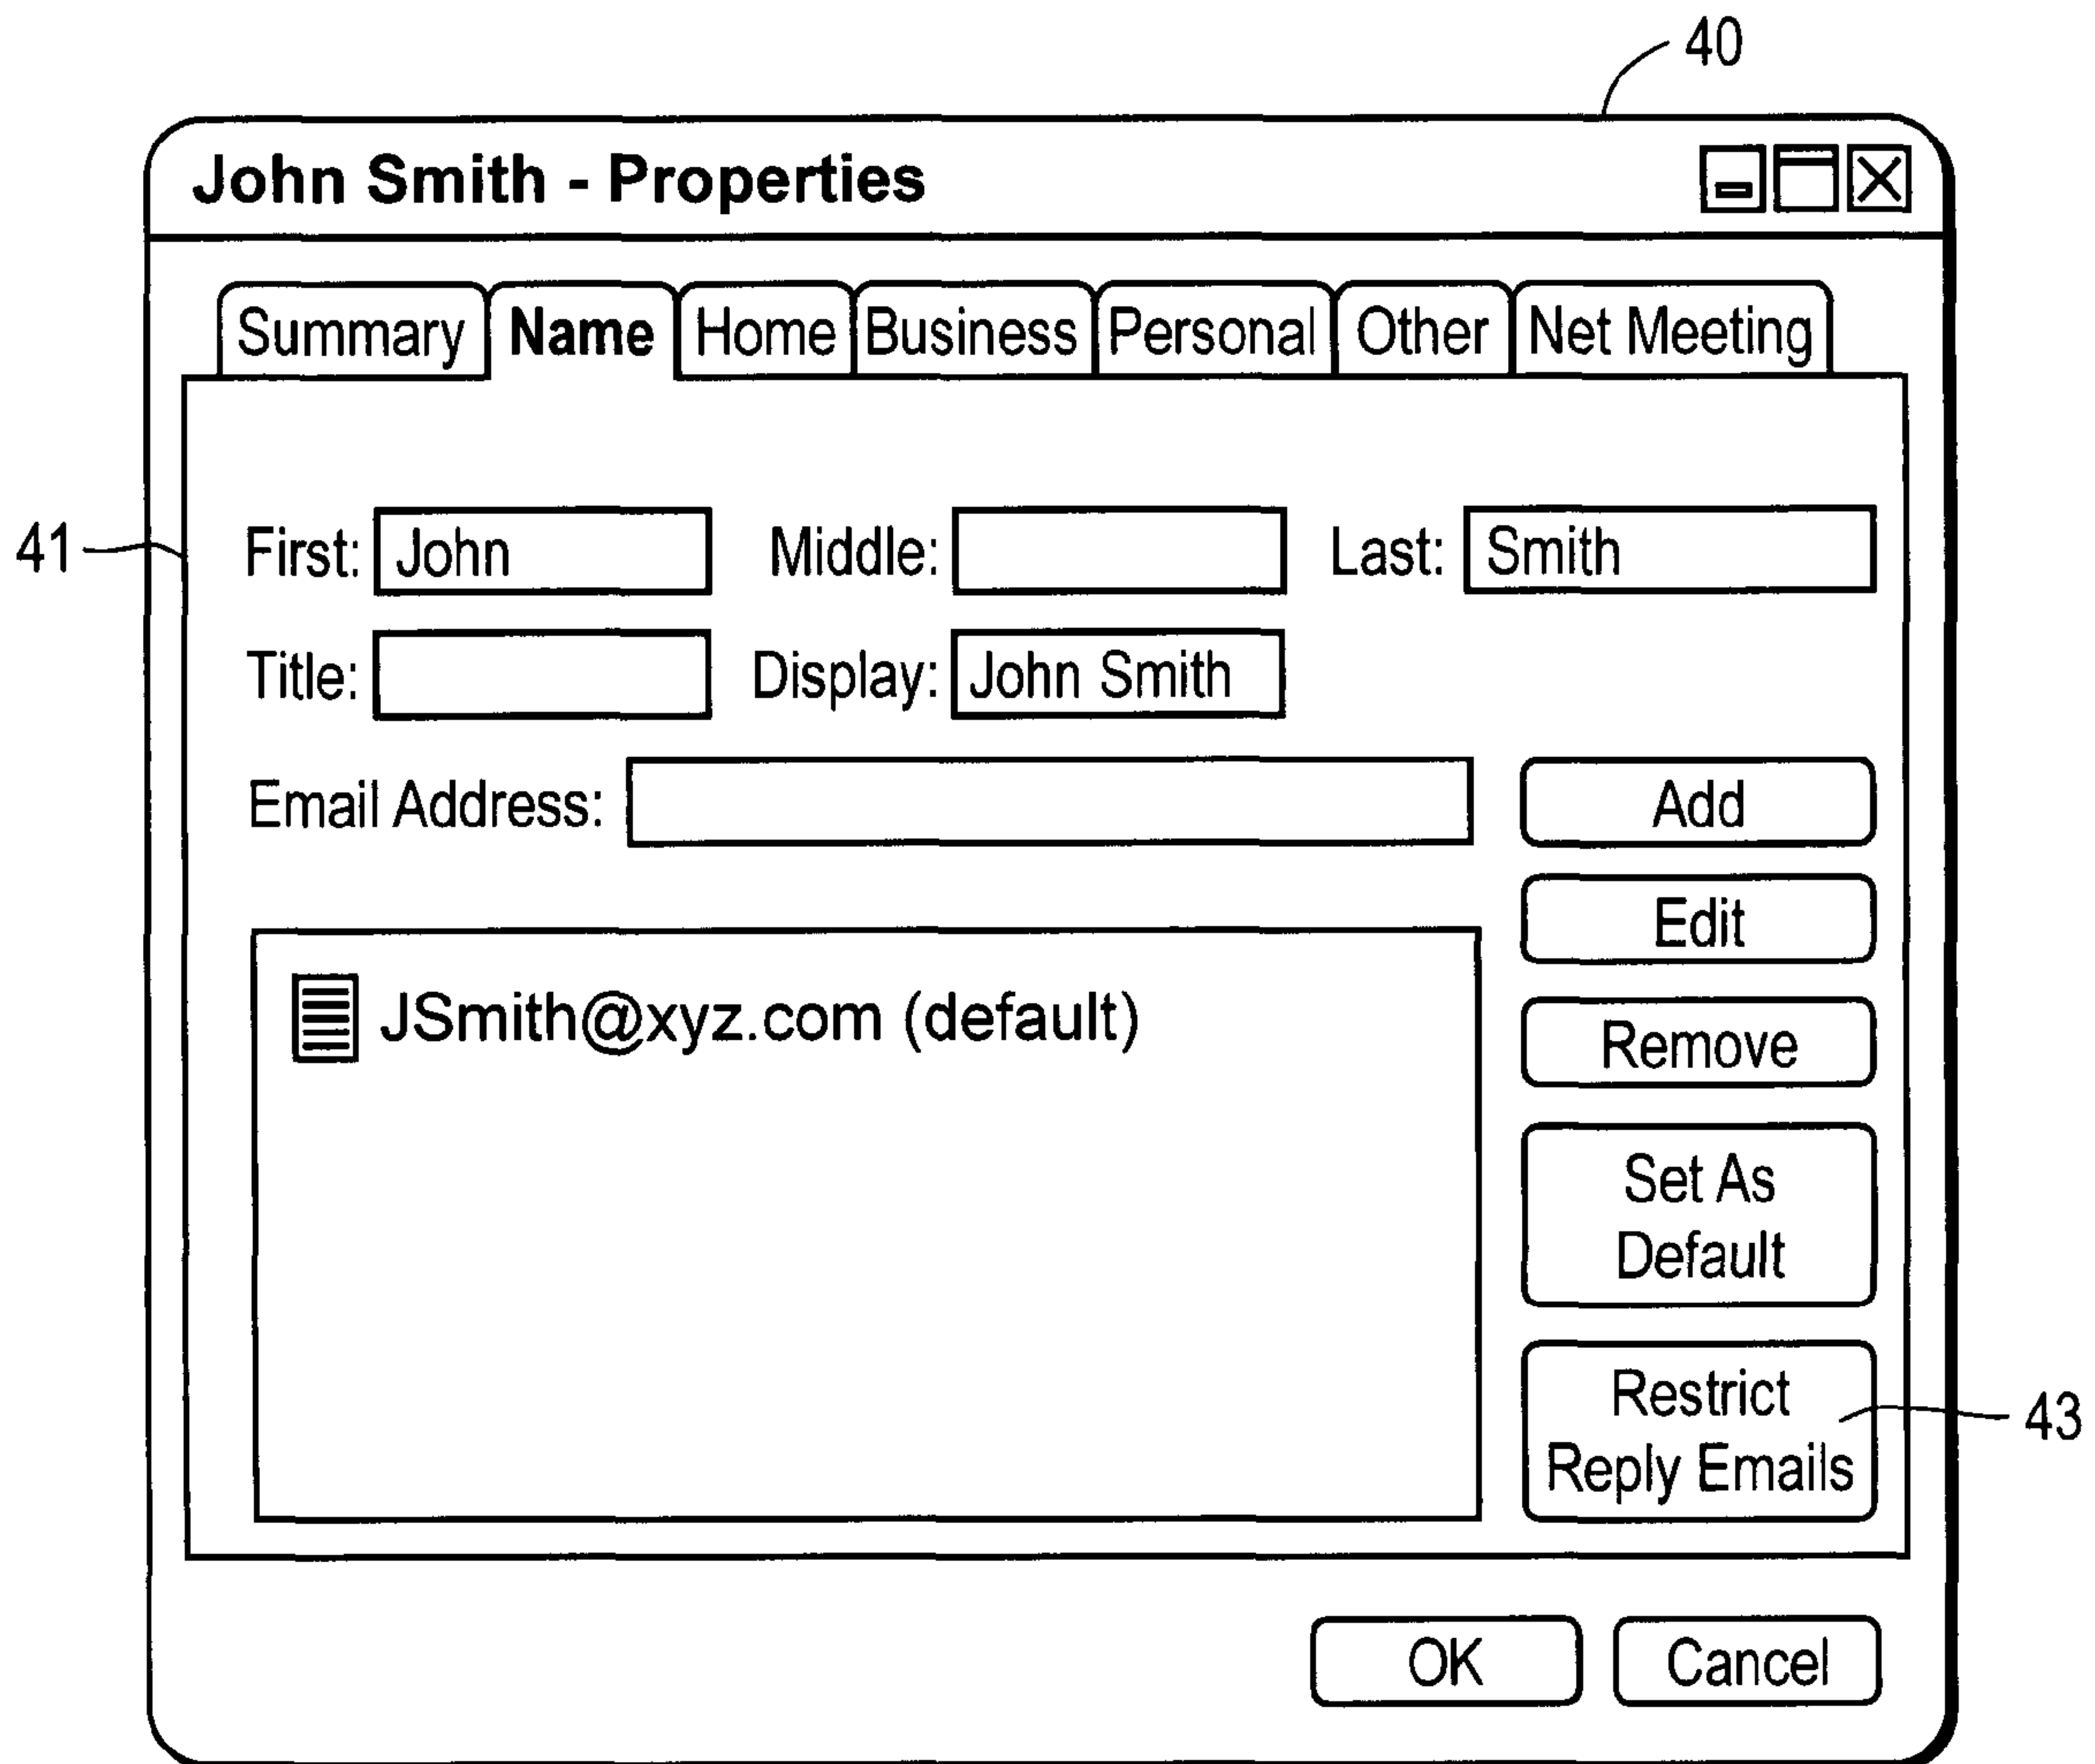 40
John Smith - Properties
Summary Name Home Business Personal Other Net Meeting
41
First: John Middle: Last: Smith
Title: Display: John Smith
Email Address: Add
Edit
JSmith@xyz.com (default)
Remove
Set As
Default
Restrict
Reply Emails
43
OK Cancel